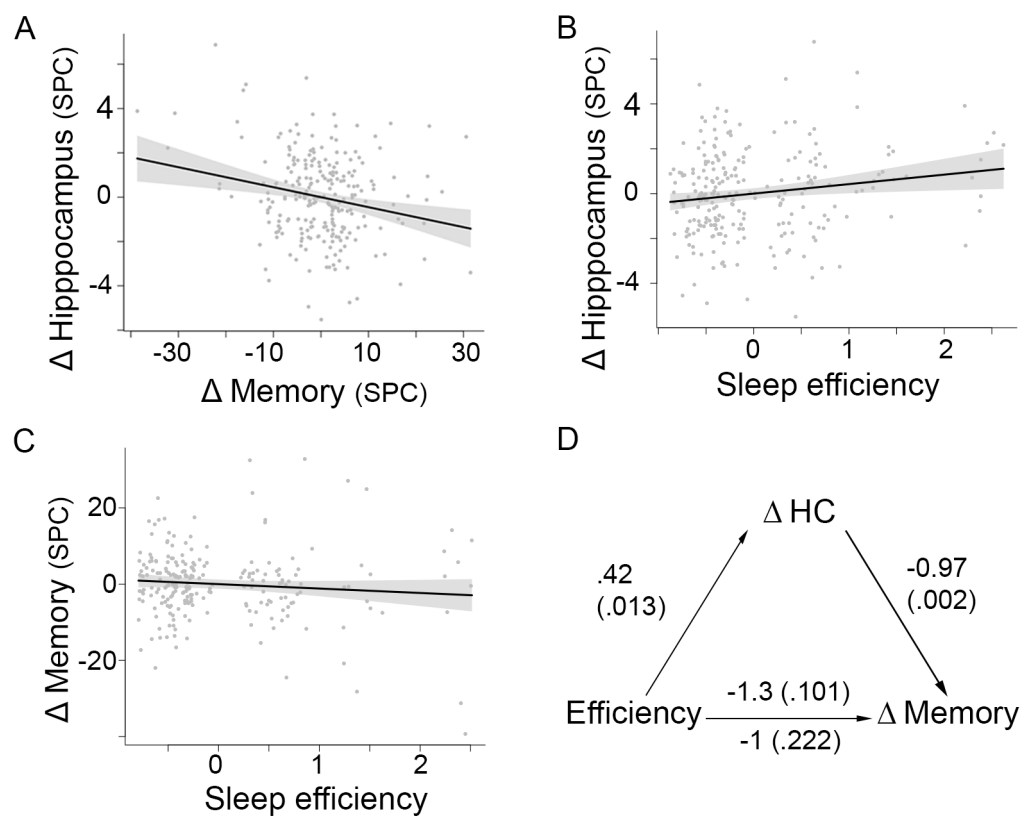 A
Δ Hipppocampus (SPC)
4
0
-4
-30
-10
10
30
Δ Memory (SPC)
B
Δ Hipppocampus (SPC)
4
0
-4
0
1
2
Sleep efficiency
C
Δ Memory (SPC)
20
0
-20
0
1
2
Sleep efficiency
D
Δ HC
.42
(.013)
-0.97
(.002)
Efficiency
-1.3 (.101)
-1 (.222)
Δ Memory